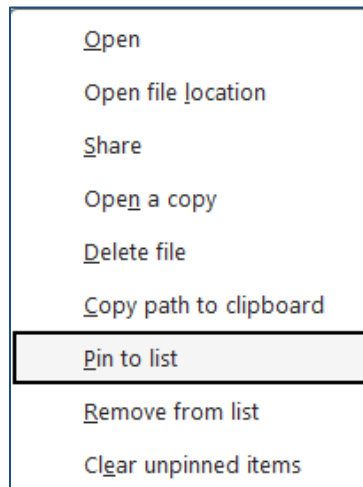 Open
Open file location
Share
Open a copy
Delete file
Copy path to clipboard
Pin to list
Remove from list
Clear unpinned items